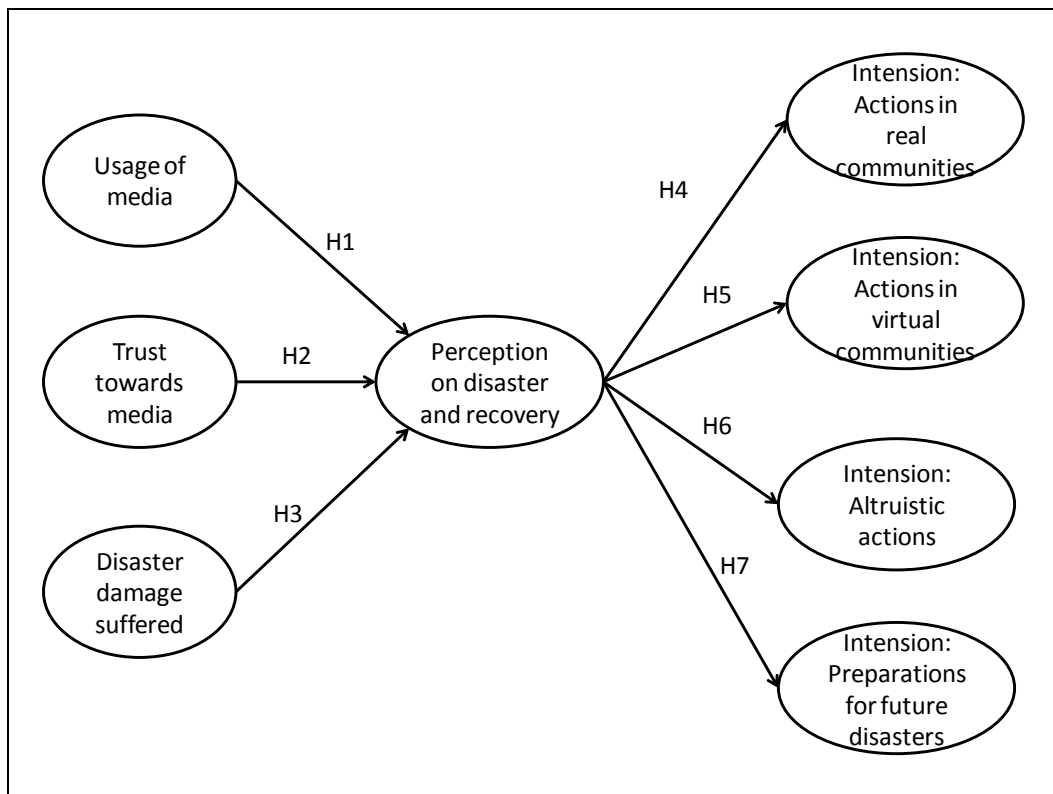 Usage of
media
Trust
towards
media
Disaster
damage
suffered
H1
H2
H3
Perception
on disaster
and recovery
H4
H5
H6
H7
Intension:
Actions in
real
communities
Intension:
Actions in
virtual
communities
Intension:
Altruistic
actions
Intension:
Preparations
for future
disasters